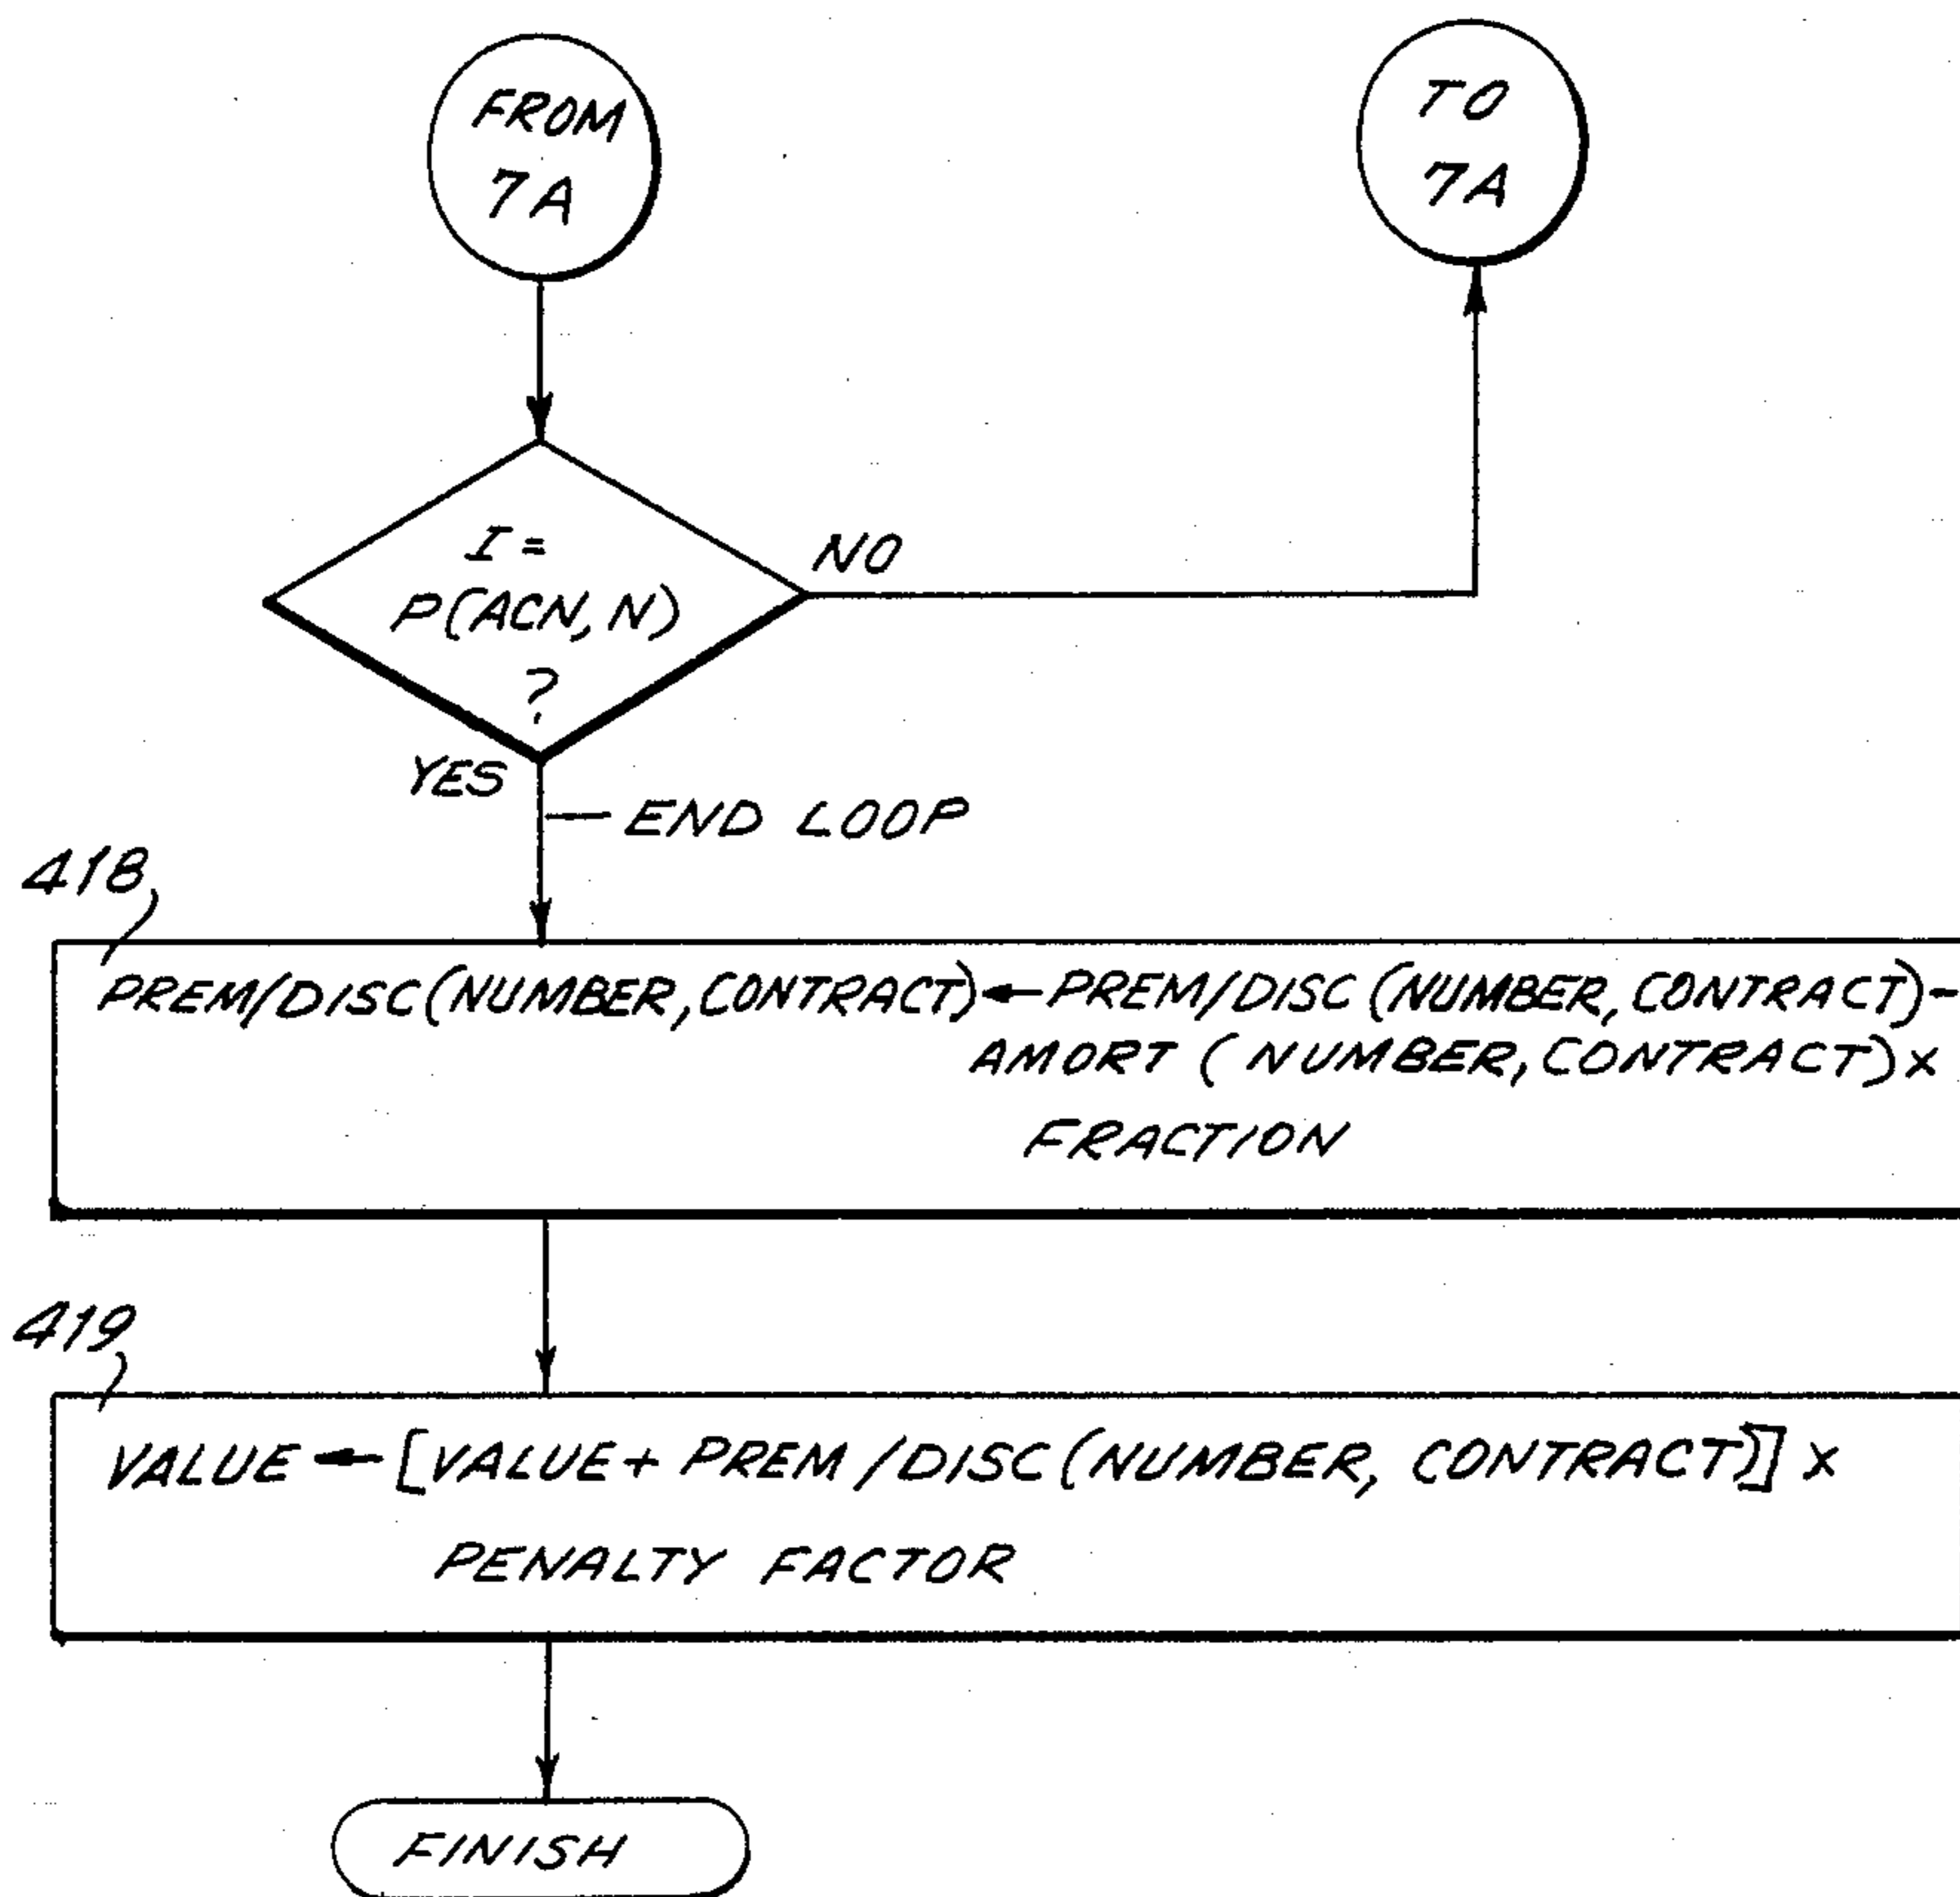 FROM
7A
TO
7A
I =
P(ACN, N)
?
NO
YES
END LOOP
418
PREM/DISC(NUMBER, CONTRACT)←PREM/DISC(NUMBER, CONTRACT)-
AMORT (NUMBER, CONTRACT)×
FRACTION
419
VALUE←[VALUE+ PREM/DISC(NUMBER, CONTRACT)] ×
PENALTY FACTOR
FINISH